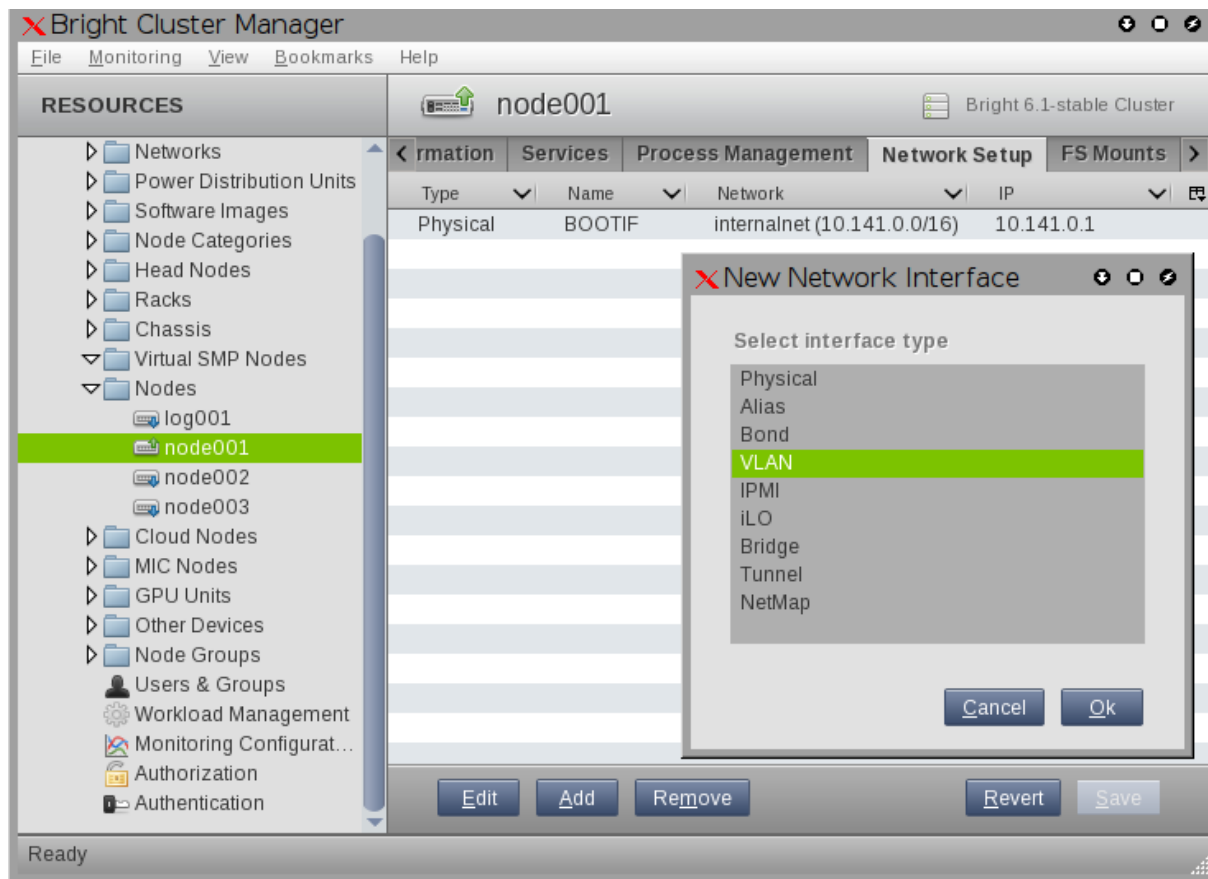 Bright Cluster Manager
File Monitoring View Bookmarks Help
RESOURCES
Networks
Power Distribution Units
Software Images
Node Categories
Head Nodes
Racks
Chassis
Virtual SMP Nodes
Nodes
log001
node001
node002
node003
Cloud Nodes
MIC Nodes
GPU Units
Other Devices
Node Groups
Users & Groups
Workload Management
Monitoring Configurat...
Authorization
Authentication
node001
Bright 6.1-stable Cluster
rmation Services Process Management Network Setup FS Mounts
Type Name Network IP
Physical BOOTIF internalnet (10.141.0.0/16) 10.141.0.1
New Network Interface
Select interface type
Physical
Alias
Bond
VLAN
IPMI
iLO
Bridge
Tunnel
NetMap
Cancel Ok
Edit Add Remove Revert Save
Ready